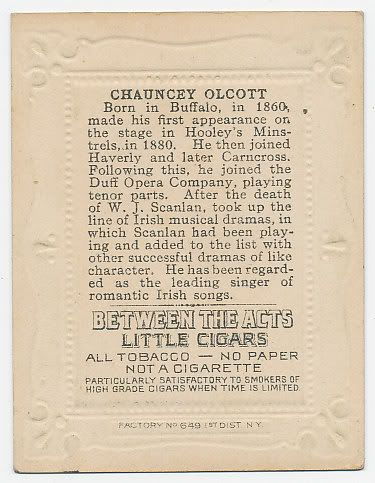 CHAUNCEY OLCOTT
Born in Buffalo, in 1860,
made his first appearance on
the stage in Hooley's Mins-
trels, in 1880. He then joined
Haverly and later Carncross.
Following this, he joined the
Duff Opera Company, playing
tenor parts. After the death
of W. J. Scanlan, took up the
line of Irish musical dramas, in
which Scanlan had been play-
ing and added to the list with
other successful dramas of like
character. He has been regard-
ed as the leading singer of
romantic Irish songs.
BETWEEN THE ACTS
LITTLE CIGARS
ALL TOBACCO — NO PAPER
NOT A CIGARETTE
PARTICULARLY SATISFACTORY TO SMOKERS OF
HIGH GRADE CIGARS WHEN TIME IS LIMITED.
FACTORY No 649 1ST DIST. N.Y.